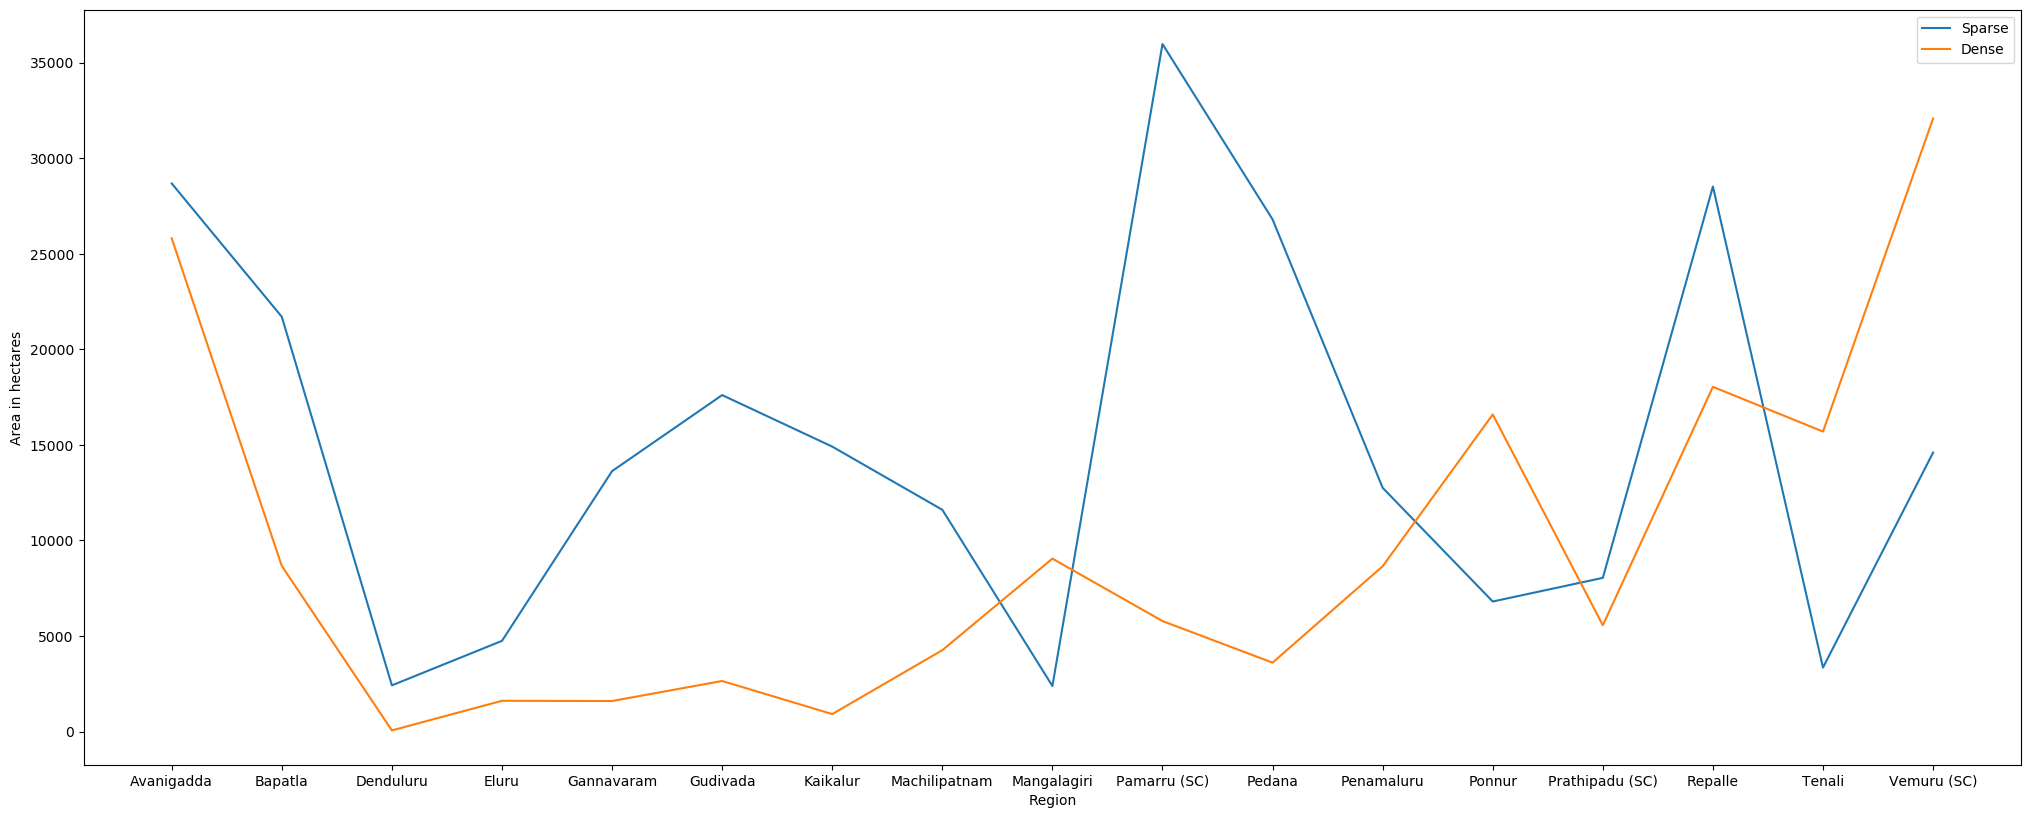 Sparse
Dense
35000
30000
25000
20000
15000
10000
5000
0
Area in hectares
Avanigadda Bapatla Denduluru Eluru Gannavaram Gudivada Kaikalur Machilipatnam Mangalagiri Pamarru (SC) Pedana Penamaluru Ponnur Prathipadu (SC) Repalle Tenali Vemuru (SC)
Region